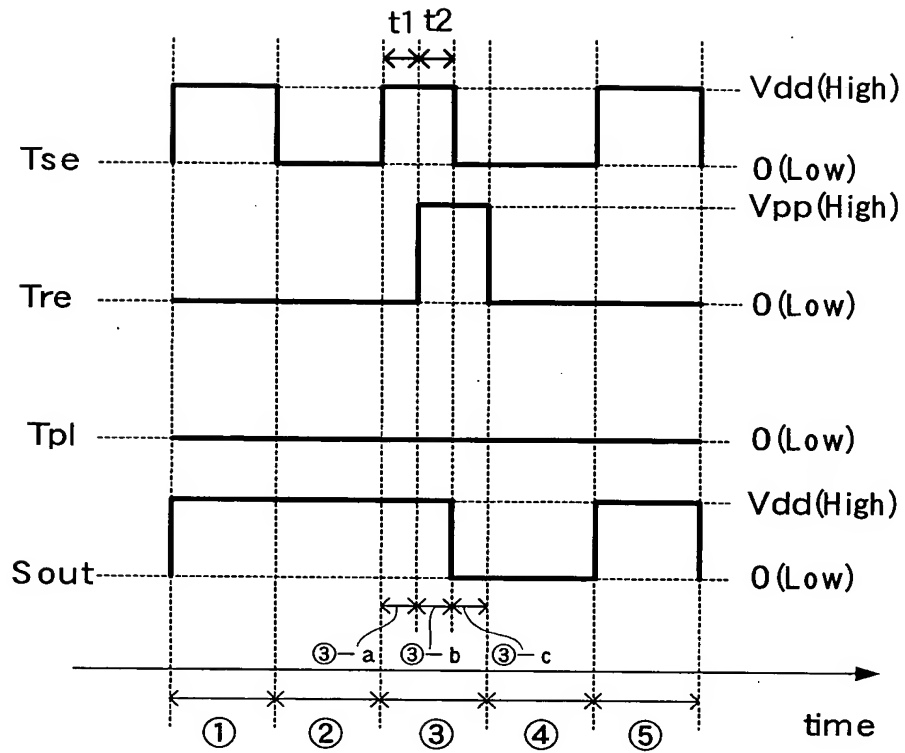 t1 t2
Vdd(High)
Tse
0(Low)
Vpp(High)
Tre
0(Low)
Tpl
0(Low)
Vdd(High)
Sout
0(Low)
③-a ③-b ③-c
time
① ② ③ ④ ⑤